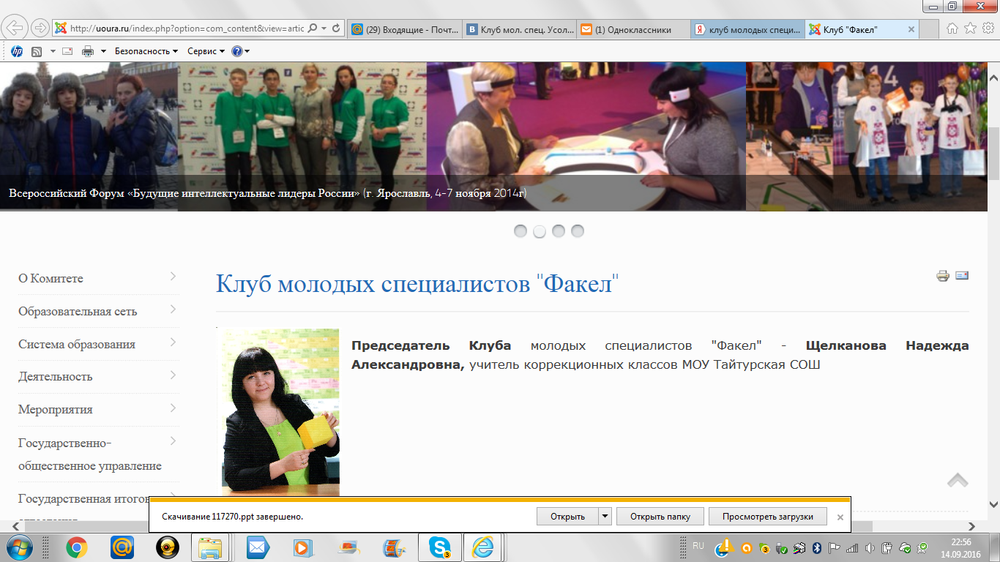 http://uoura.ru/index.php?option=com_content&view=artic
(29) Входящие - Почт...
Клуб мол. спец. Усол...
(1) Одноклассники
клуб молодых специ...
Клуб "Факел"
Безопасность
Сервис
Всероссийский Форум «Будущие интеллектуальные лидеры России» (г. Ярославль, 4-7 ноября 2014г)
О Комитете
Образовательная сеть
Система образования
Деятельность
Мероприятия
Государственно-
общественное управление
Государственная итогов
Клуб молодых специалистов "Факел"
Председатель Клуба молодых специалистов "Факел" - Щелканова Надежда
Александровна, учитель коррекционных классов МОУ Тайтурская СОШ
Скачивание 117270.ppt завершено.
Открыть
Открыть папку
Просмотреть загрузки
RU
22:56
14.09.2016